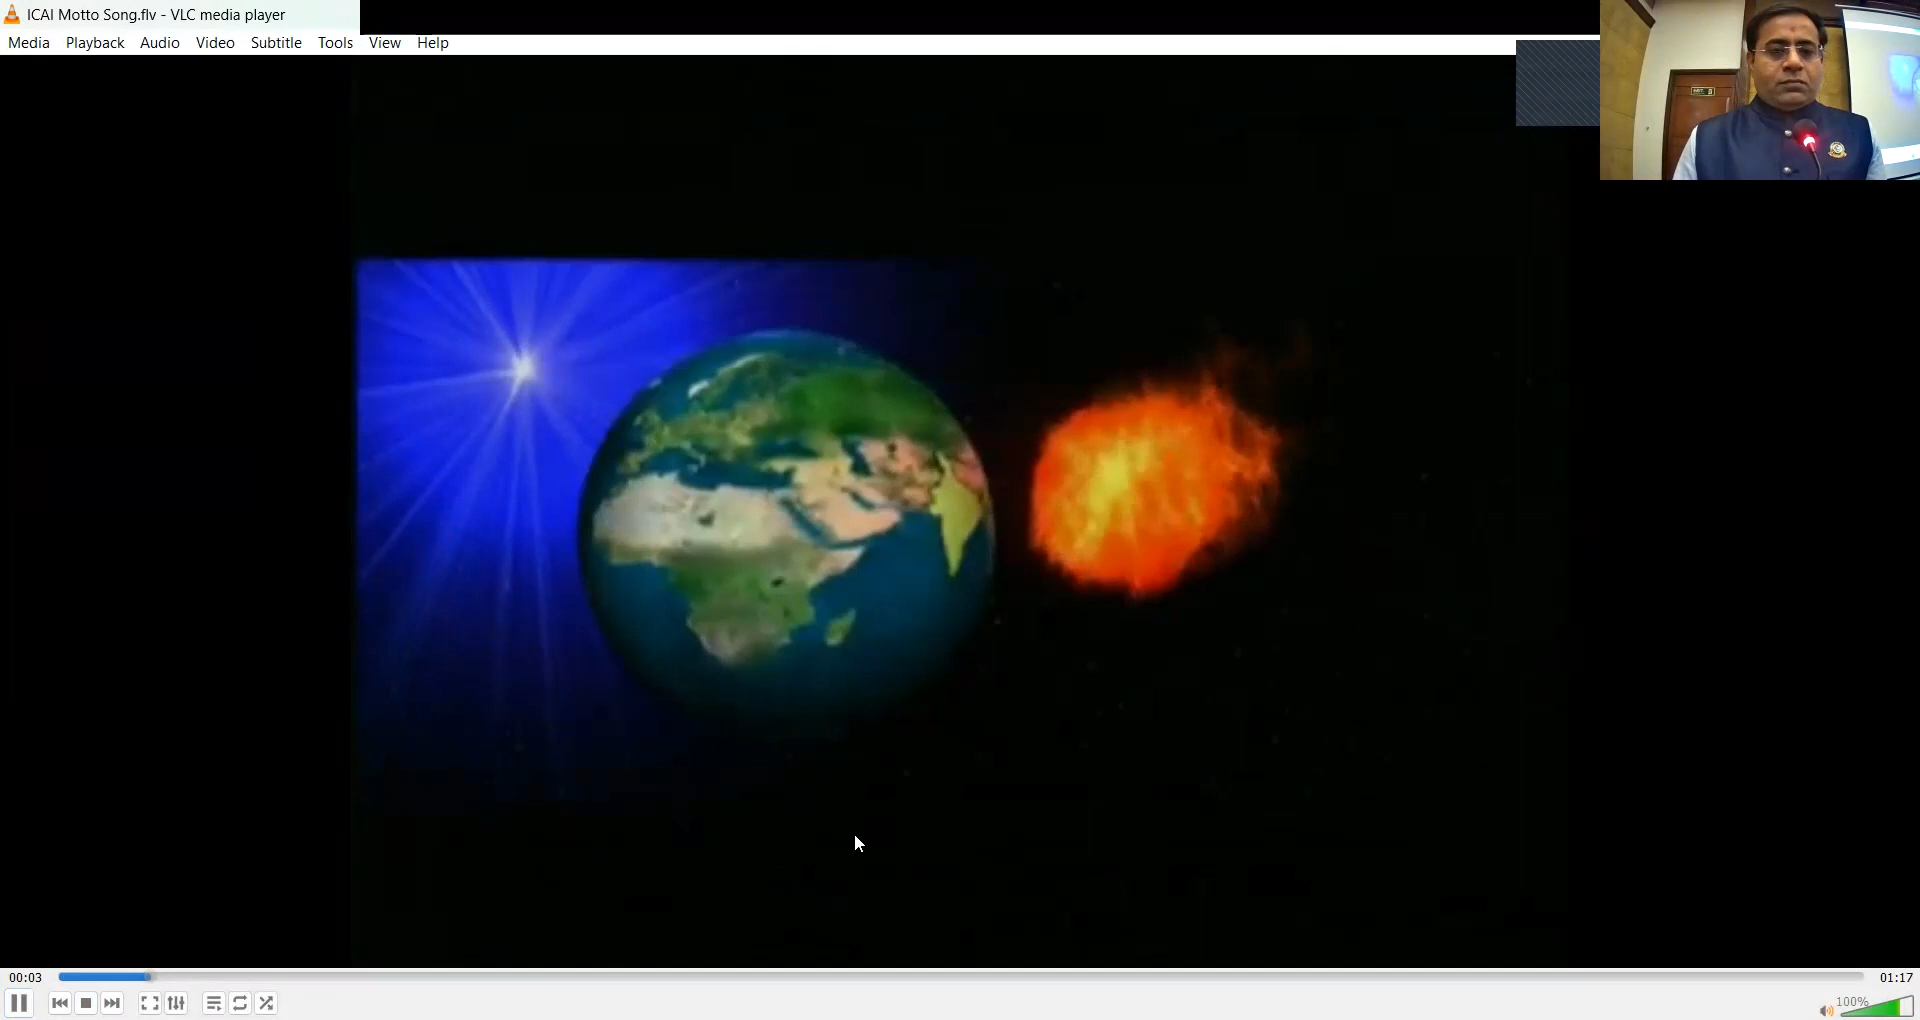 ICAI Motto Song.flv - VLC media player
Media Playback Audio Video Subtitle Tools View Help
00:03
01:17
100%